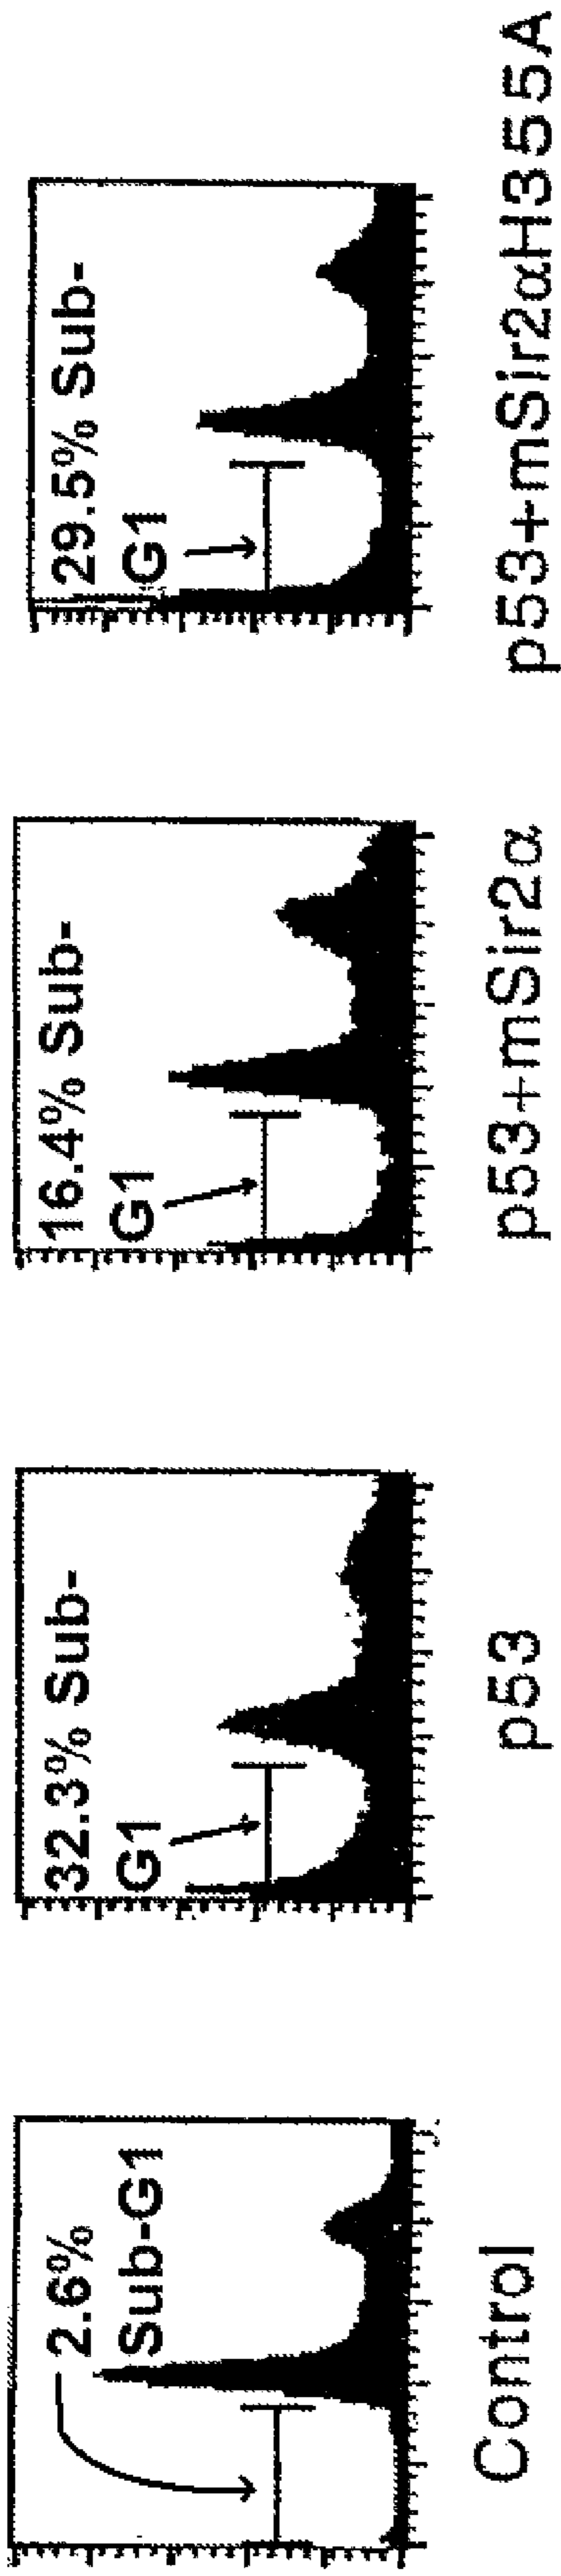 2.6%
Sub-G1
Control
32.3% Sub-
G1
p53
16.4% Sub-
G1
p53+mSir2α
29.5% Sub-
G1
p53+mSir2αH355A